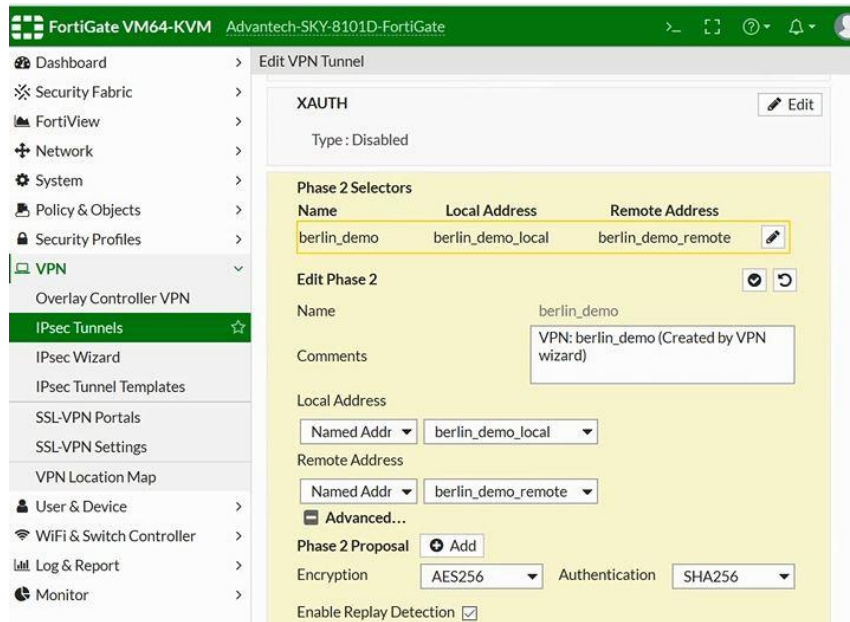 FortiGate VM64-KVM Advantech-SKY-8101D-FortiGate
Dashboard
Security Fabric
FortiView
Network
System
Policy & Objects
Security Profiles
VPN
Overlay Controller VPN
IPsec Tunnels
IPsec Wizard
IPsec Tunnel Templates
SSL-VPN Portals
SSL-VPN Settings
VPN Location Map
User & Device
WiFi & Switch Controller
Log & Report
Monitor
Edit VPN Tunnel
XAUTH Edit
Type : Disabled
Phase 2 Selectors
Name Local Address Remote Address
berlin_demo berlin_demo_local berlin_demo_remote
Edit Phase 2
Name berlin_demo
Comments VPN: berlin_demo (Created by VPN
wizard)
Local Address
Named Addr berlin_demo_local
Remote Address
Named Addr berlin_demo_remote
Advanced...
Phase 2 Proposal Add
Encryption AES256 Authentication SHA256
Enable Replay Detection